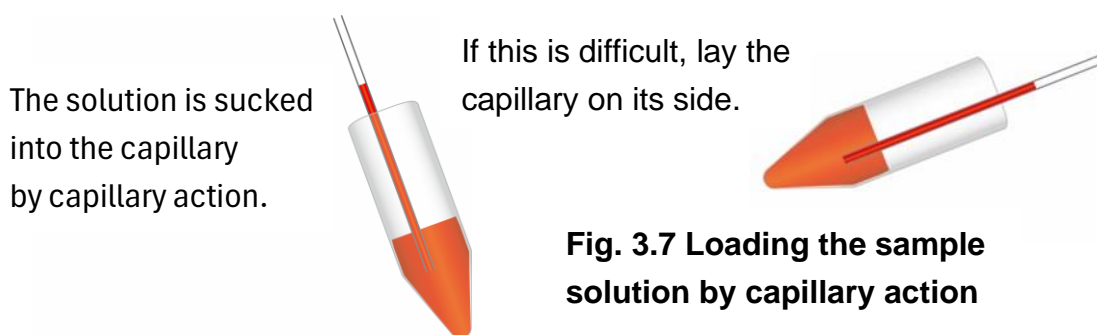 The solution is sucked
into the capillary
by capillary action.
If this is difficult, lay the
capillary on its side.
Fig. 3.7 Loading the sample
solution by capillary action